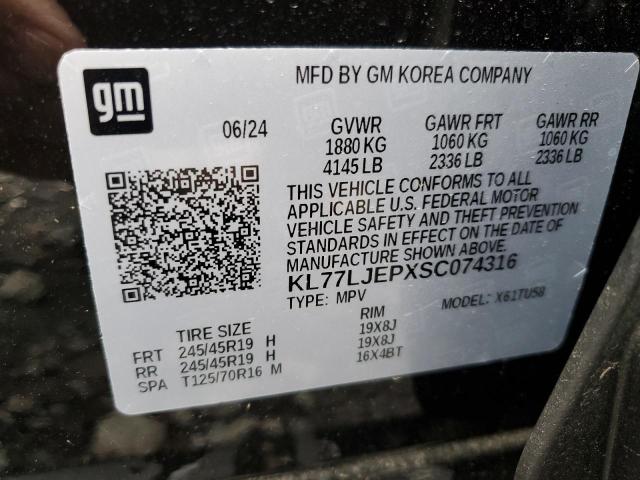 gm
MFD BY GM KOREA COMPANY
06/24 GVWR GAWR FRT GAWR RR
1880 KG 1060 KG 1060 KG
4145 LB 2336 LB 2336 LB
THIS VEHICLE CONFORMS TO ALL
APPLICABLE U.S. FEDERAL MOTOR
VEHICLE SAFETY AND THEFT PREVENTION
STANDARDS IN EFFECT ON THE DATE OF
MANUFACTURE SHOWN ABOVE.
KL77LJEPXSC074316
TYPE: MPV MODEL: X61TU58
TIRE SIZE RIM
FRT 245/45R19 H 19X8J
RR 245/45R19 H 19X8J
SPA T125/70R16 M 16X4BT